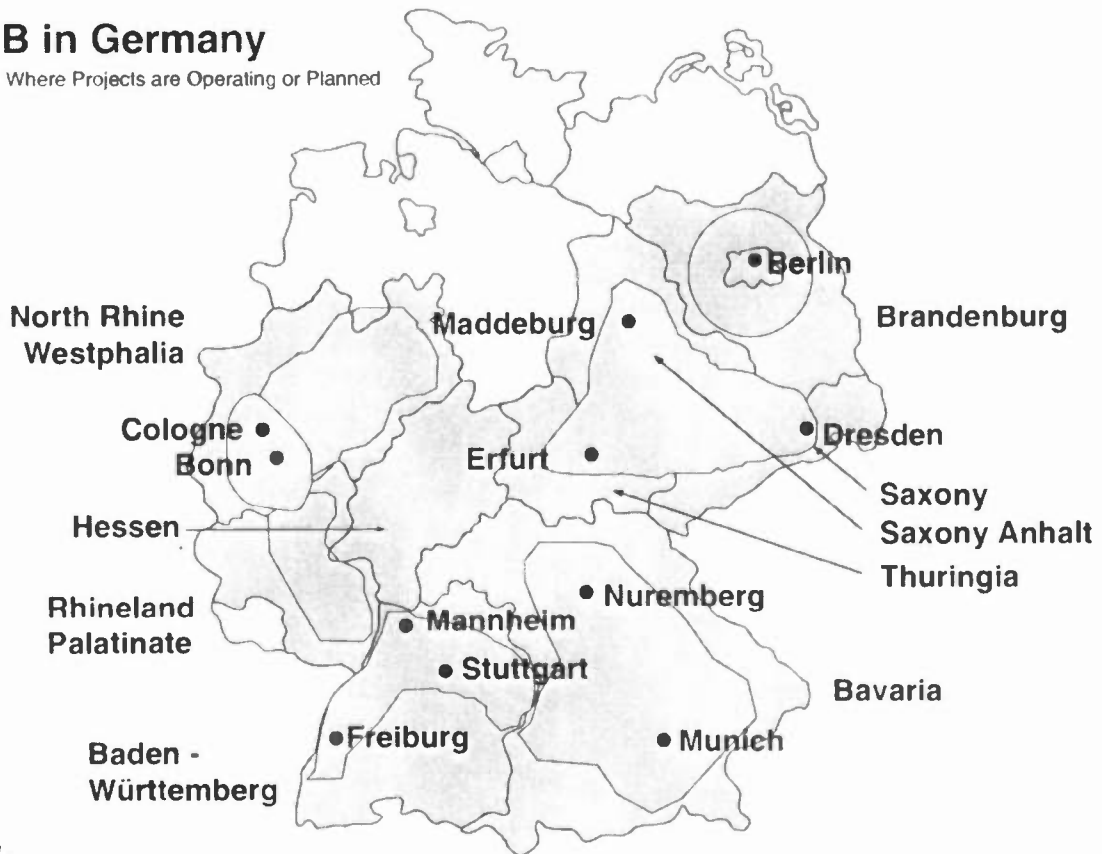 B in Germany
Where Projects are Operating or Planned
Berlin
North Rhine
Westphalia
Maddeburg
Brandenburg
Cologne
Bonn
Erfurt
Dresden
Hessen
Saxony
Saxony Anhalt
Thuringia
Rhineland
Palatinate
Nuremberg
Mannheim
Stuttgart
Bavaria
Freiburg
Munich
Baden -
Württemberg